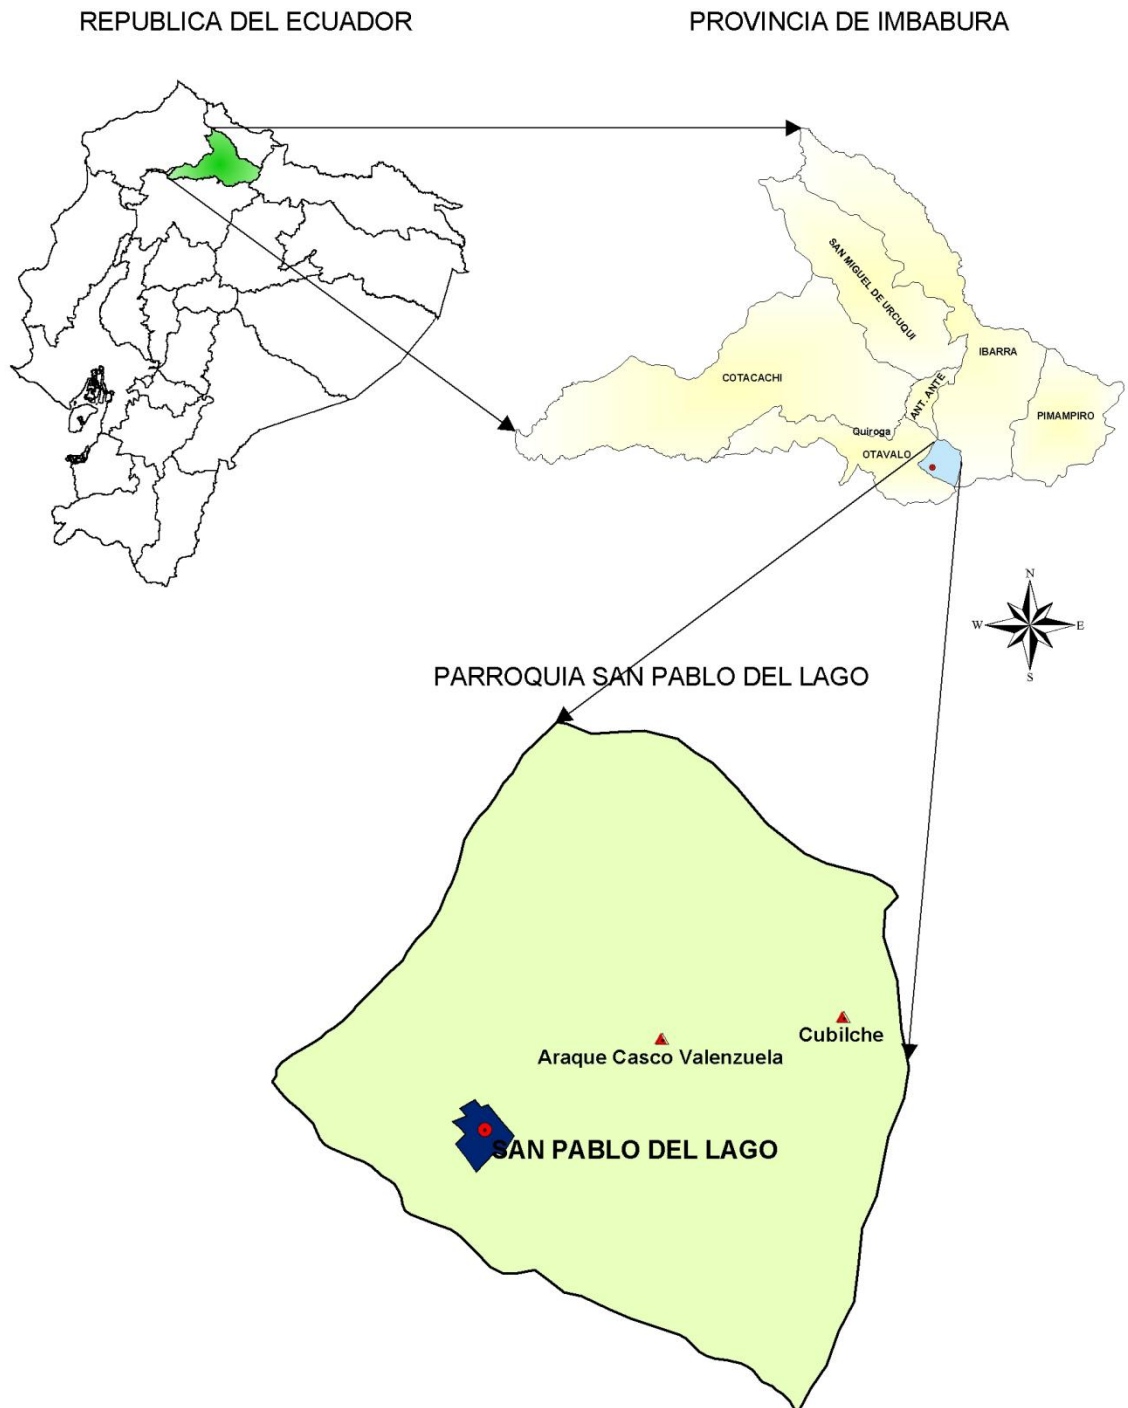 REPUBLICA DEL ECUADOR
PROVINCIA DE IMBABURA
SAN MIGUEL DE URCUQUI
IBARRA
COTACACHI
ANT. ANTE
PIMAMPIRO
Quiroga
OTAVALO
N
W
E
S
PARROQUIA SAN PABLO DEL LAGO
Cubilche
Araque Casco Valenzuela
SAN PABLO DEL LAGO